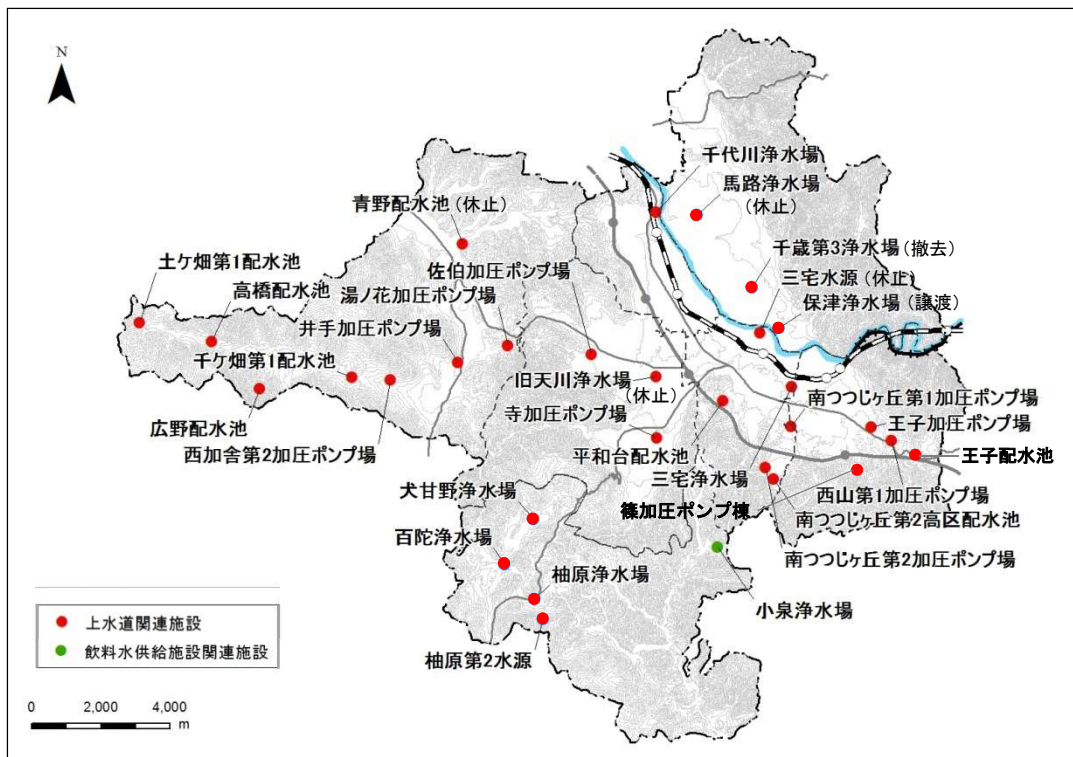 N
千代川浄水場
馬路浄水場
(休止)
青野配水池(休止)
千歳第3浄水場(撤去)
土ケ畑第1配水池
佐伯加圧ポンプ場
三宅水源(休止)
高橋配水池
湯ノ花加圧ポンプ場
保津浄水場(譲渡)
井手加圧ポンプ場
千ケ畑第1配水池
旧天川浄水場
(休止)
南つつじヶ丘第1加圧ポンプ場
寺加圧ポンプ場
王子加圧ポンプ場
広野配水池
西加舎第2加圧ポンプ場
平和台配水池
王子配水池
三宅浄水場
犬甘野浄水場
西山第1加圧ポンプ場
篠加圧ポンプ棟
南つつじヶ丘第2高区配水池
百陀浄水場
南つつじヶ丘第2加圧ポンプ場
柚原浄水場
小泉浄水場
上水道関連施設
飲料水供給施設関連施設
柚原第2水源
0 2,000 4,000
m